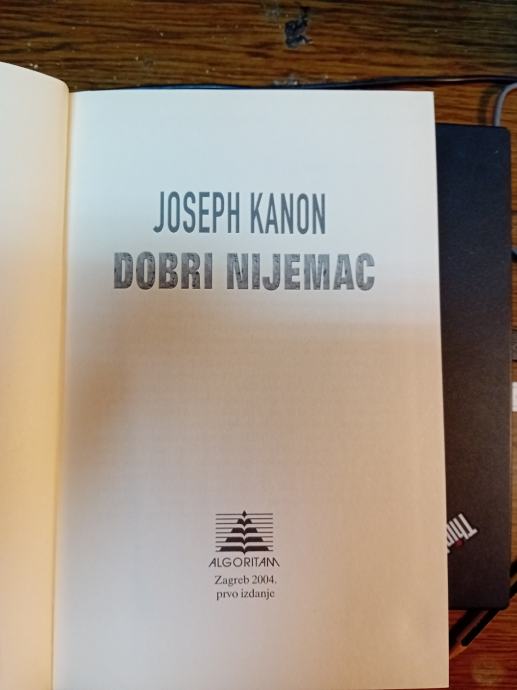 JOSEPH KANON
DOBRI NIJEMAC
ALGORITAM
Zagreb 2004.
prvo izdanje